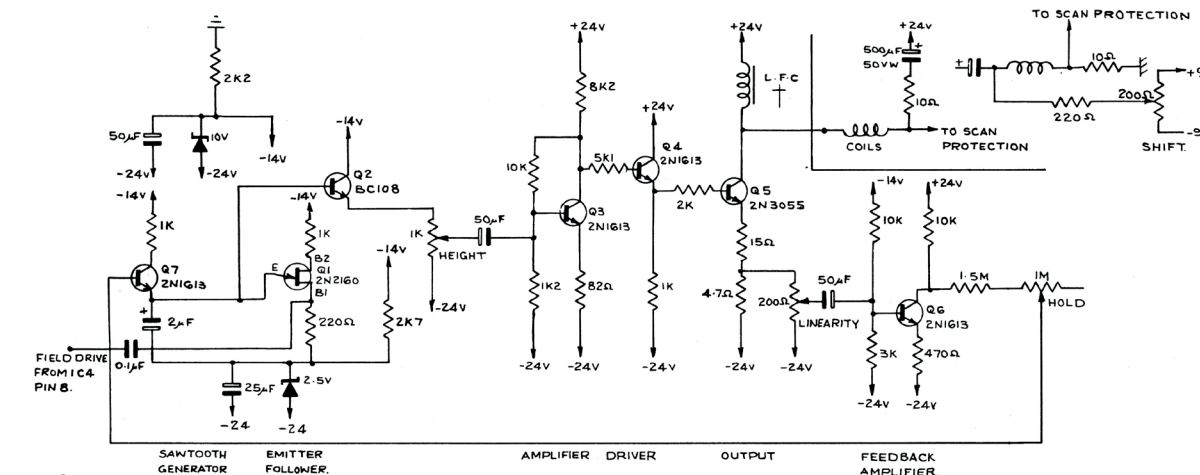 TO SCAN PROTECTION
+24V
+24V
+24V
500µF
50VW
10Ω
+9
2K2
8K2
L.F.C
+24V
10Ω
200Ω
220Ω
-9
SHIFT.
50µF
10V
-14V
-14V
-24V
-24V
TO SCAN
PROTECTION
COILS
10K
5K1
Q4
2N1613
-14V
Q2
BC108
-14V
2K
Q5
2N3055
-14V
+24V
1K
50µF
Q3
2N1613
10K
10K
1K
HEIGHT
1K
B2
Q1
2N2160
B1
E
-14V
15Ω
Q7
2N1613
-24V
1K2
82Ω
1K
4.7Ω
200Ω
50µF
LINEARITY
1.5M
1M
HOLD
Q6
2N1613
+
2µF
220Ω
2K7
3K
470Ω
FIELD DRIVE
FROM IC4
PIN 8.
0.1µF
-24V
-24V
-24V
-24V
-24V
25µF
2.5V
-24
-24
-24V
-24V
SAWTOOTH
GENERATOR
EMITTER
FOLLOWER.
AMPLIFIER
DRIVER
OUTPUT
FEEDBACK
AMPLIFIER